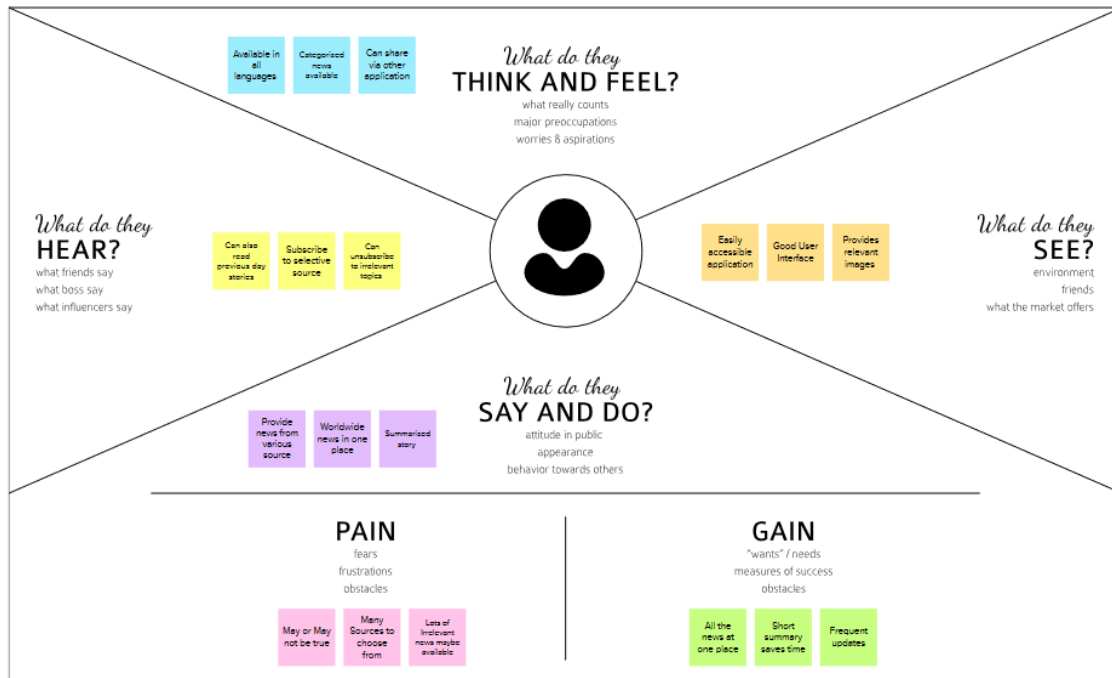 What do they
THINK AND FEEL?
what really counts
major preoccupations
worries & aspirations
Available in
all
languages
Categorised
news
available
Can share
via other
application
What do they
HEAR?
what friends say
what boss say
what influencers say
Can also
read
previous day
stories
Subscribe
to selective
source
Can
unsubscribe
to irrelevant
topics
Easily
accessible
application
Good User
Interface
Provides
relevant
images
What do they
SEE?
environment
friends
what the market offers
What do they
SAY AND DO?
attitude in public
appearance
behavior towards others
Provide
news from
various
source
Worldwide
news in one
place
Summarised
story
PAIN
fears
frustrations
obstacles
May or May
not be true
Many
Sources to
choose
from
Lots of
Irrelevant
news maybe
available
GAIN
"wants" / needs
measures of success
obstacles
All the
news at
one place
Short
summary
saves time
Frequent
updates